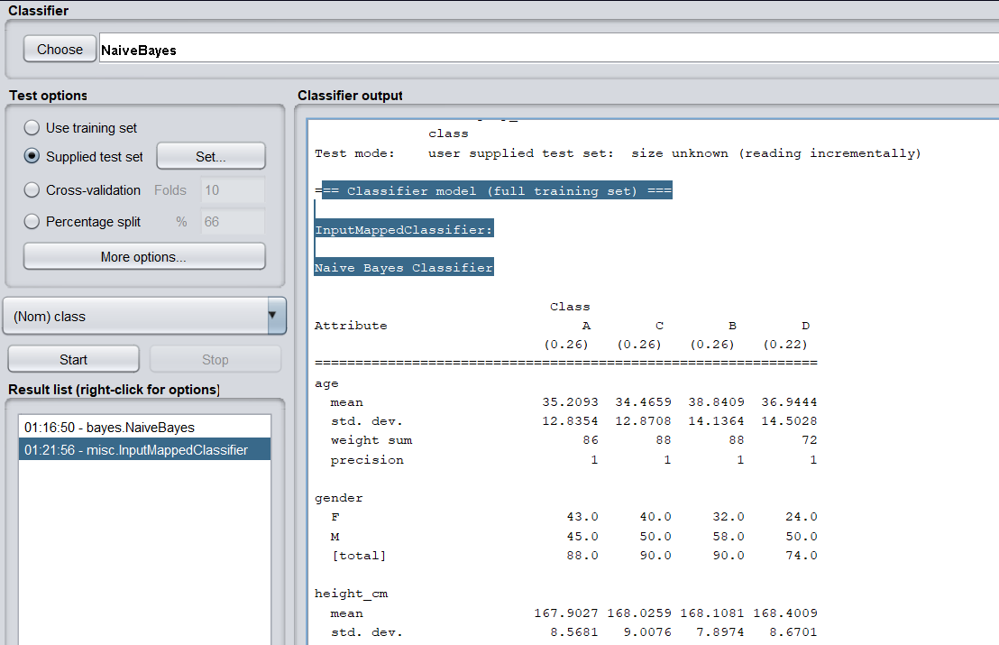 Classifier
Choose NaiveBayes
Test options
Use training set
Supplied test set Set...
Cross-validation Folds 10
Percentage split % 66
More options...
(Nom) class
Start Stop
Result list (right-click for options)
01:16:50 - bayes.NaiveBayes
01:21:56 - misc.InputMappedClassifier
Classifier output
class
Test mode: user supplied test set: size unknown (reading incrementally)
=== Classifier model (full training set) ===
InputMappedClassifier:
Naive Bayes Classifier
Class
Attribute A C B D
(0.26) (0.26) (0.26) (0.22)
==============================================================
age
mean 35.2093 34.4659 38.8409 36.9444
std. dev. 12.8354 12.8708 14.1364 14.5028
weight sum 86 88 88 72
precision 1 1 1 1
gender
F 43.0 40.0 32.0 24.0
M 45.0 50.0 58.0 50.0
[total] 88.0 90.0 90.0 74.0
height_cm
mean 167.9027 168.0259 168.1081 168.4009
std. dev. 8.5681 9.0076 7.8974 8.6701